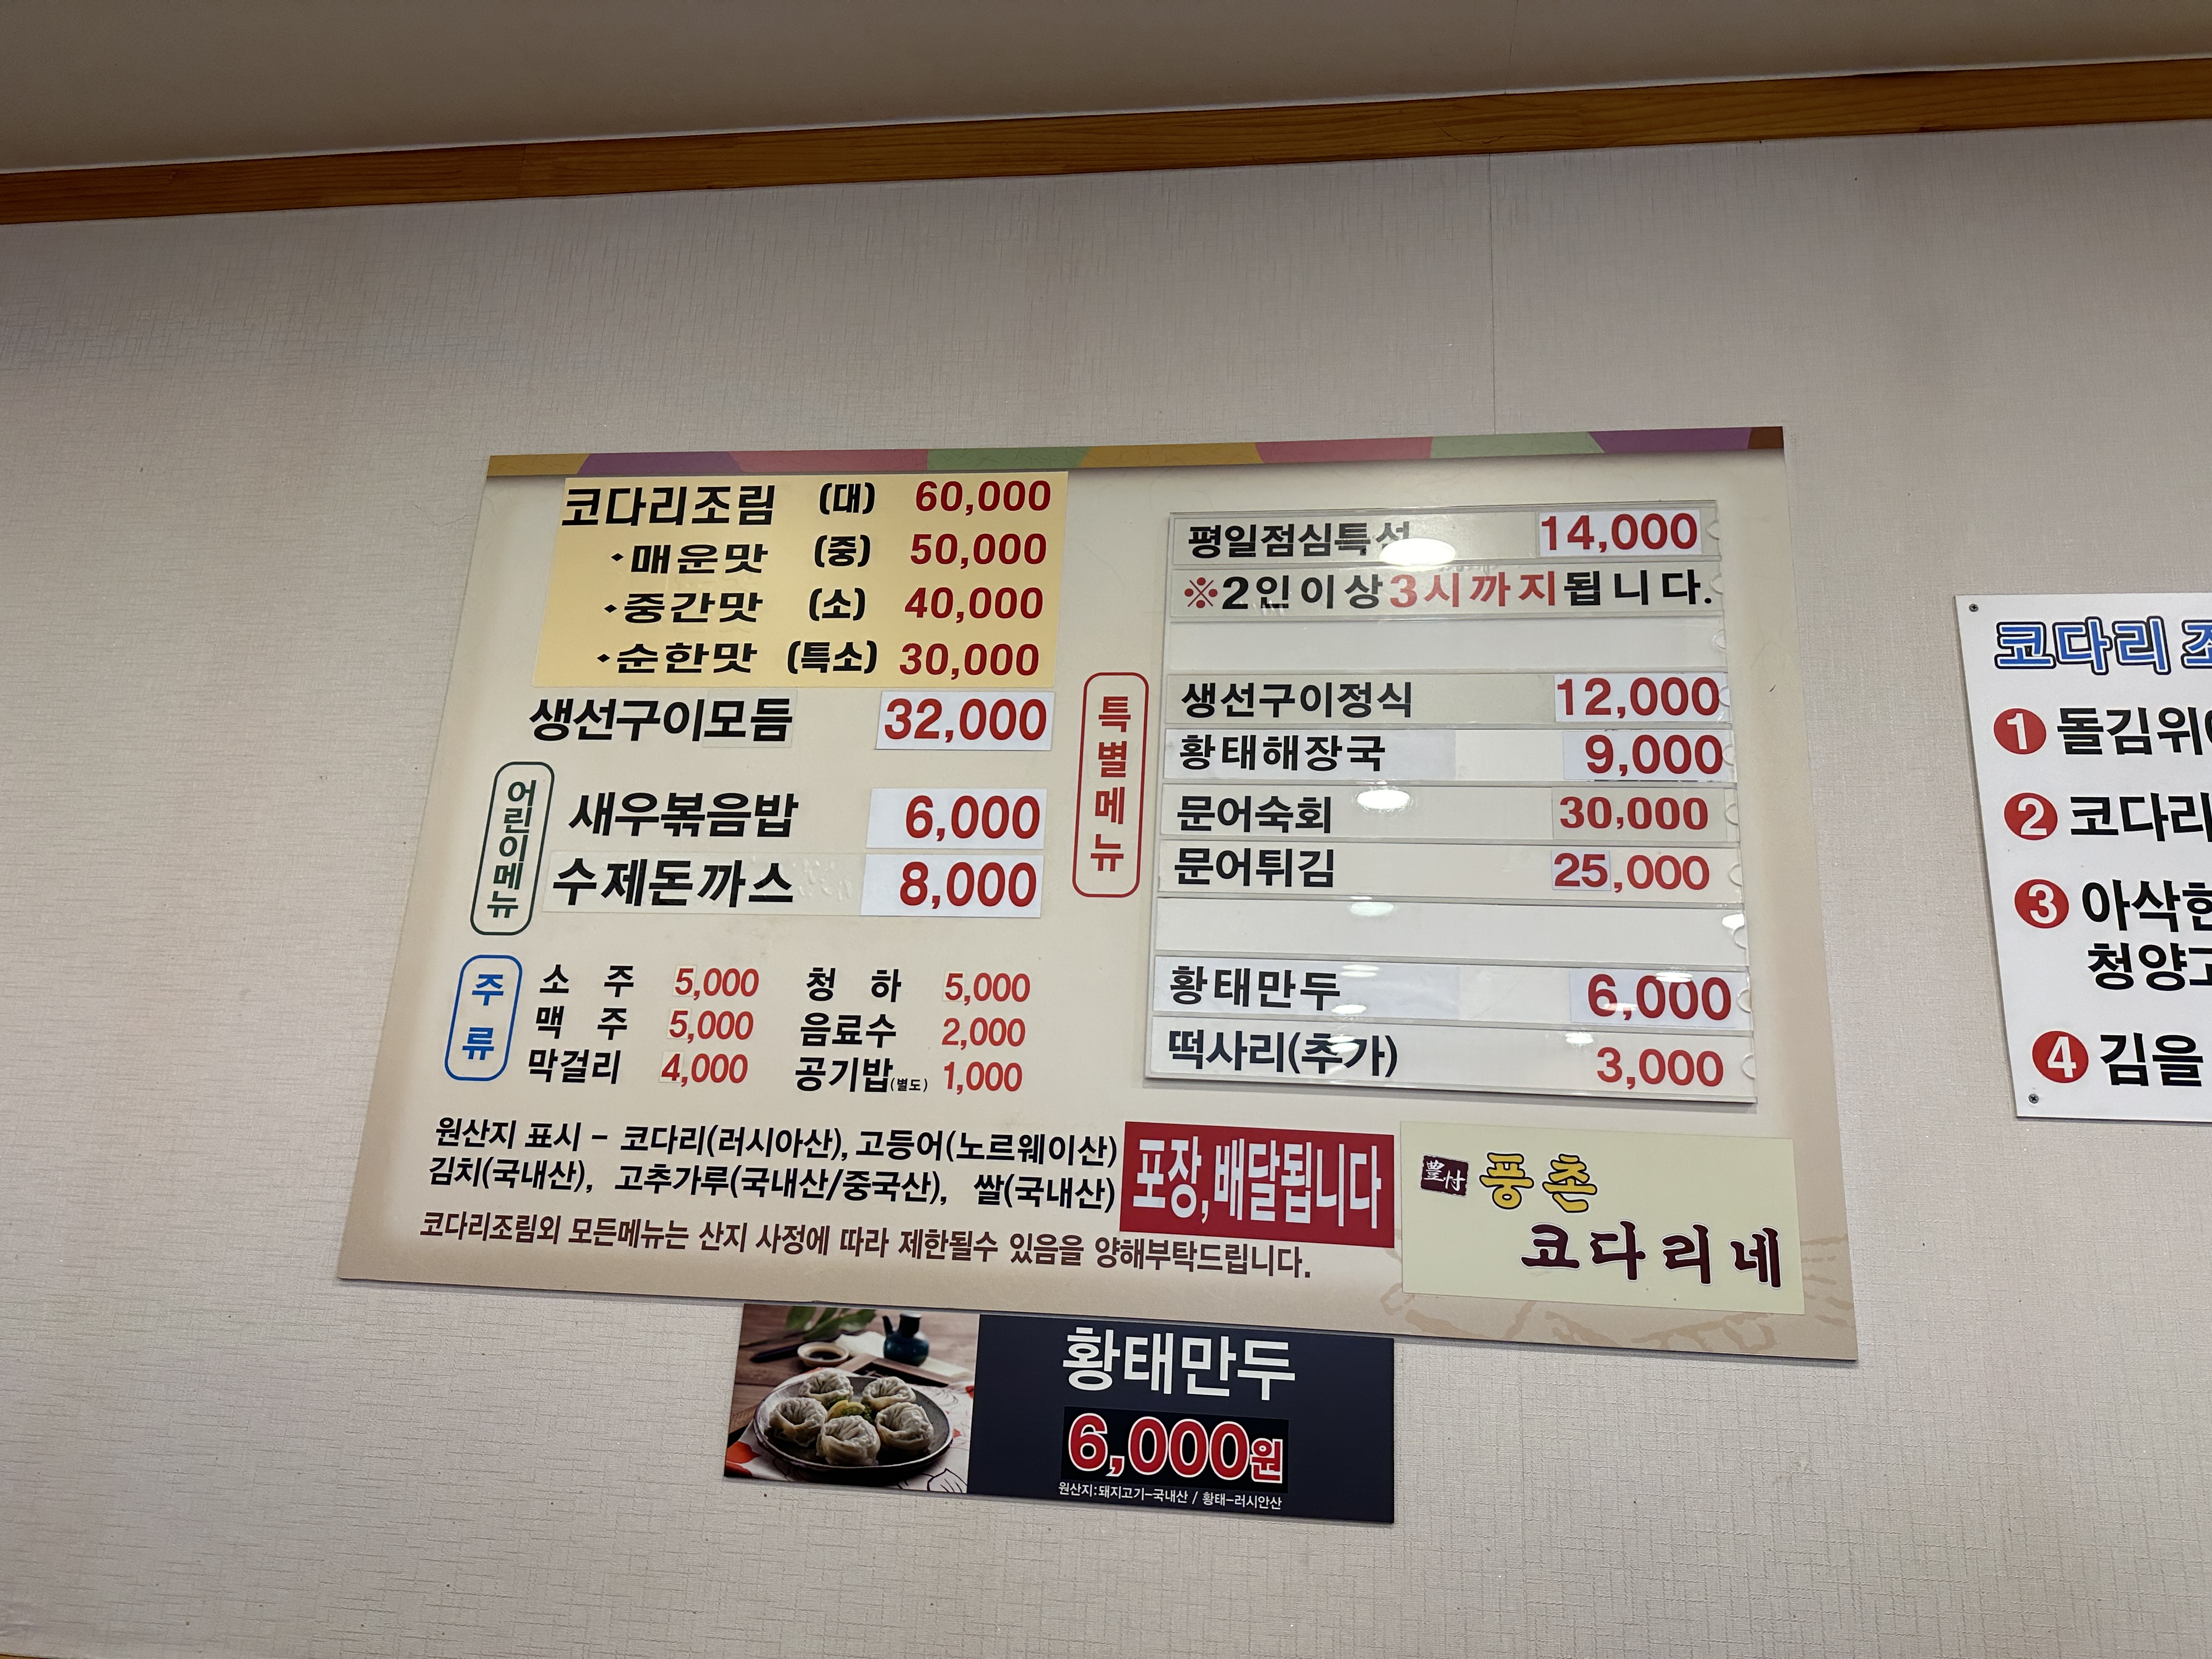 코다리조림 (대) 60,000
·매운맛 (중) 50,000
·중간맛 (소) 40,000
·순한맛 (특소) 30,000
생선구이모듬 32,000
어린이메뉴
새우볶음밥 6,000
수제돈까스 8,000
주류
소 주 5,000 청 하 5,000
맥 주 5,000 음료수 2,000
막걸리 4,000 공기밥(별도) 1,000
특별메뉴
평일점심특선 14,000
※2인이상3시까지됩니다.
생선구이정식 12,000
황태해장국 9,000
문어숙회 30,000
문어튀김 25,000
황태만두 6,000
떡사리(추가) 3,000
원산지 표시 - 코다리(러시아산), 고등어(노르웨이산)
김치(국내산), 고추가루(국내산/중국산), 쌀(국내산)
코다리조림외 모든메뉴는 산지 사정에 따라 제한될수 있음을 양해부탁드립니다.
포장,배달됩니다
풍촌
코다리네
황태만두
6,000원
원산지:돼지고기-국내산 / 황태-러시안산
코다리
1 돌김위
2 코다리
3 아삭한
청양고
4 김을